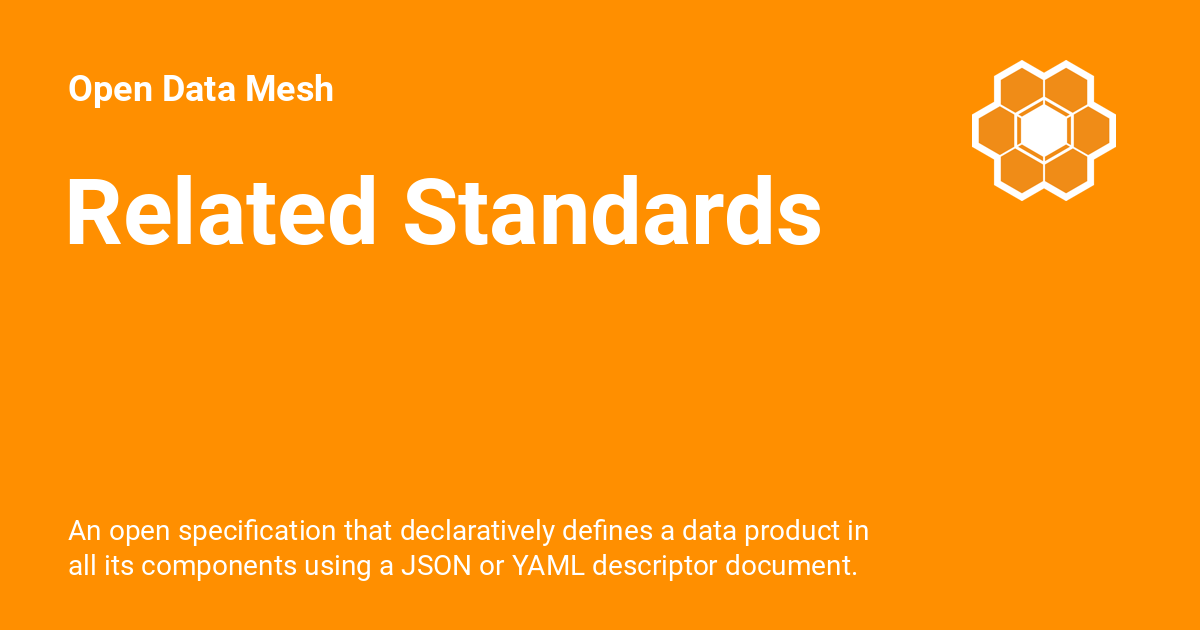 Open Data Mesh
Related Standards
An open specification that declaratively defines a data product in
all its components using a JSON or YAML descriptor document.